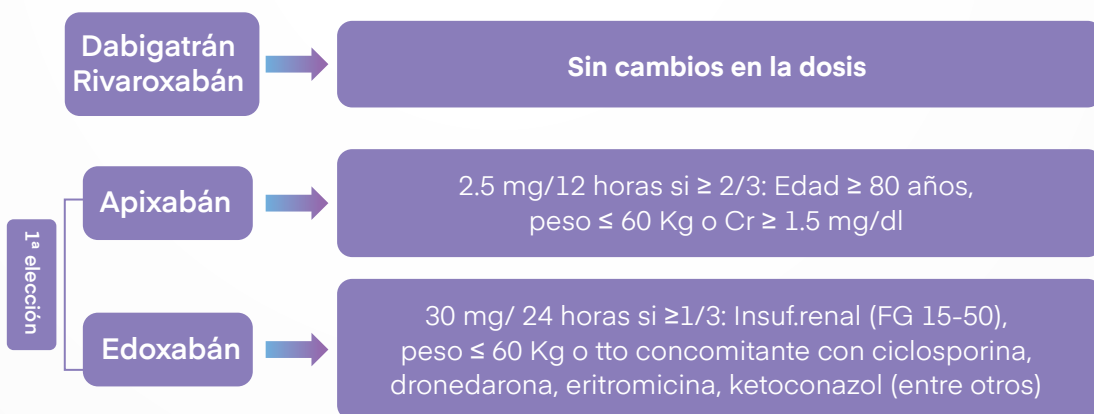 Dabigatrán
Rivaroxabán
Sin cambios en la dosis
1ª elección
Apixabán
2.5 mg/12 horas si ≥ 2/3: Edad ≥ 80 años,
peso ≤ 60 Kg o Cr ≥ 1.5 mg/dl
Edoxabán
30 mg/ 24 horas si ≥1/3: Insuf.renal (FG 15-50),
peso ≤ 60 Kg o tto concomitante con ciclosporina,
dronedarona, eritromicina, ketoconazol (entre otros)